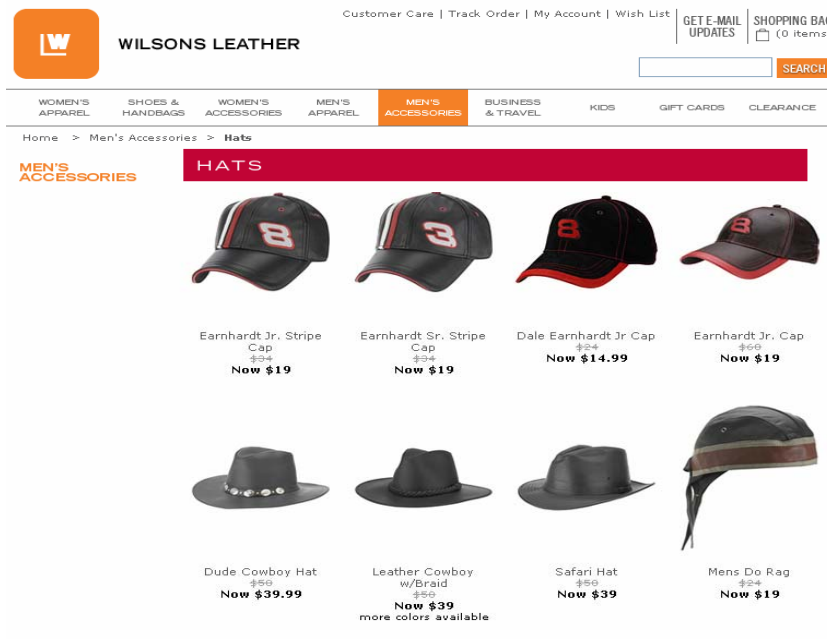 Customer Care | Track Order | My Account | Wish List
GET E-MAIL
UPDATES
SHOPPING BAG
(0 items
LW
WILSONS LEATHER
SEARCH
WOMEN'S
APPAREL
SHOES &
HANDBAGS
WOMEN'S
ACCESSORIES
MEN'S
APPAREL
MEN'S
ACCESSORIES
BUSINESS
& TRAVEL
KIDS
GIFT CARDS
CLEARANCE
Home > Men's Accessories > Hats
MEN'S
ACCESSORIES
HATS
8
3
8
8
Earnhardt Jr. Stripe
Cap
$34
Now $19
Earnhardt Sr. Stripe
Cap
$34
Now $19
Dale Earnhardt Jr Cap
$24
Now $14.99
Earnhardt Jr. Cap
$60
Now $19
Dude Cowboy Hat
$50
Now $39.99
Leather Cowboy
w/Braid
$50
Now $39
more colors available
Safari Hat
$50
Now $39
Mens Do Rag
$24
Now $19